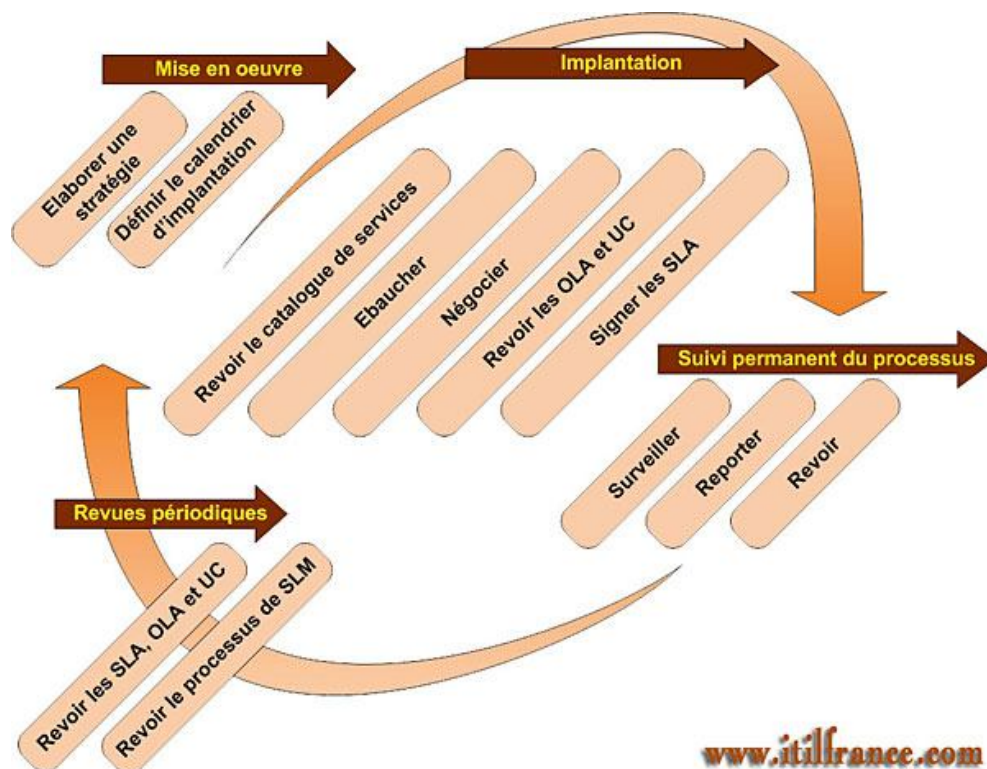 Mise en oeuvre
Elaborer une
stratégie
Définir le calendrier
d'implantation
Implantation
Revoir le catalogue de services
Ebaucher
Négocier
Revoir les OLA et UC
Signer les SLA
Suivi permanent du processus
Surveiller
Reporter
Revoir
Revues périodiques
Revoir les SLA, OLA et UC
Revoir le processus de SLM
www.itilfrance.com